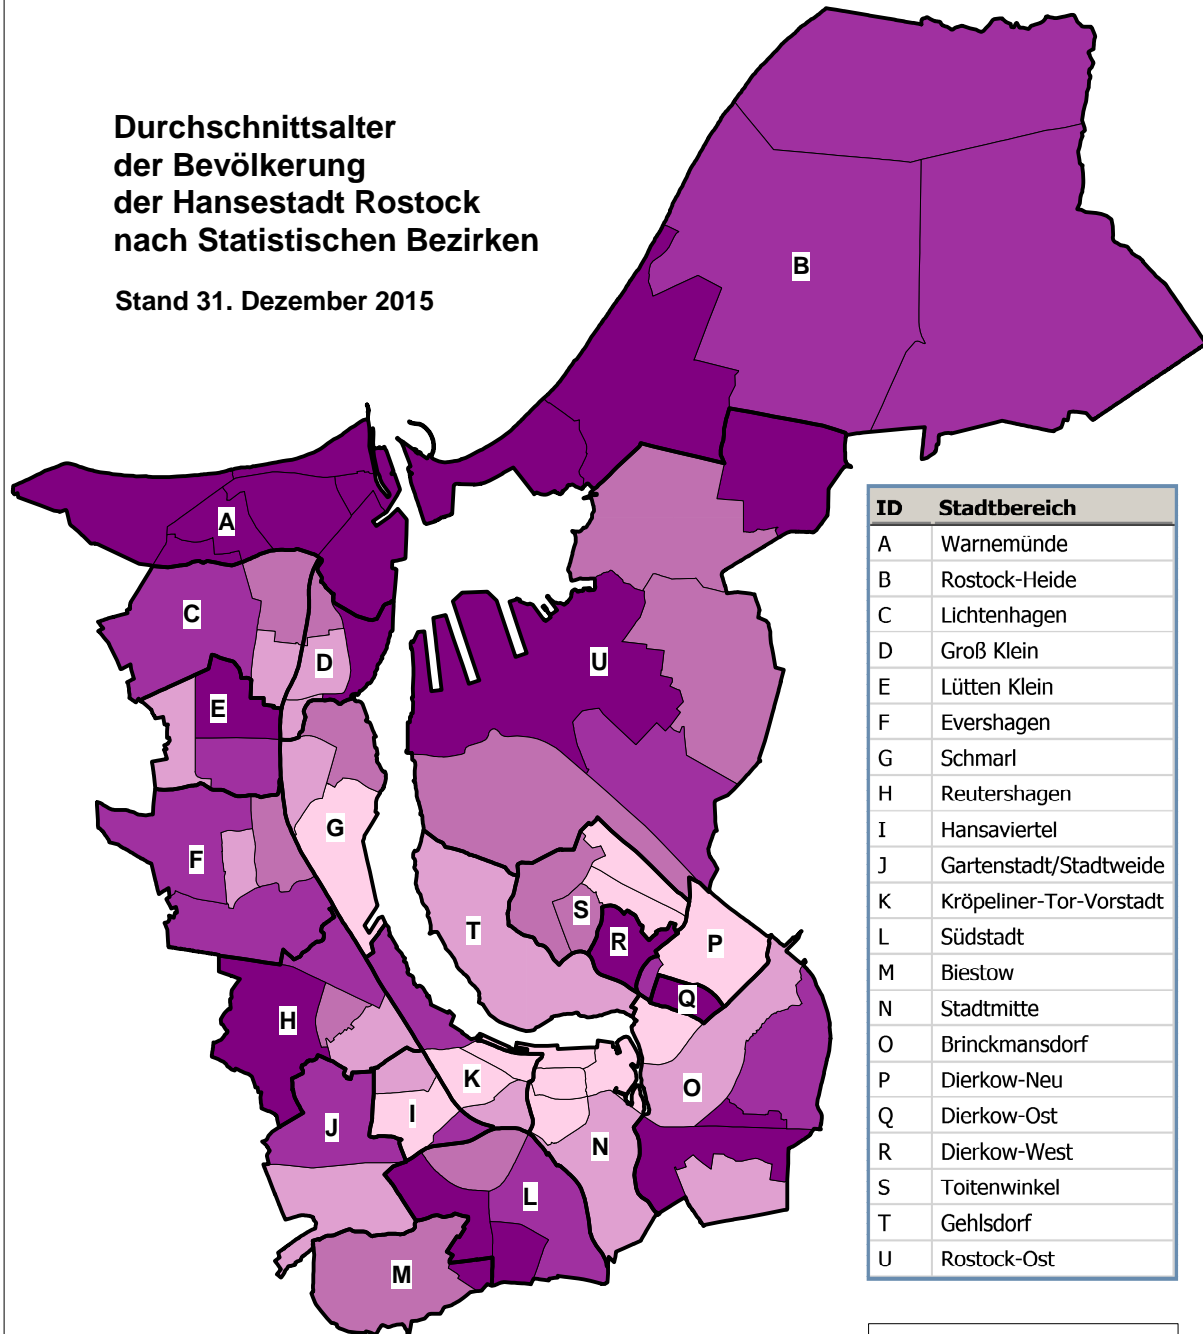 Durchschnittsalter
der Bevölkerung
der Hansestadt Rostock
nach Statistischen Bezirken
Stand 31. Dezember 2015
B
A
C
D
U
E
G
F
S
T
R
P
Q
H
K
O
I
J
N
L
M
ID Stadtbereich
A Warnemünde
B Rostock-Heide
C Lichtenhagen
D Groß Klein
E Lütten Klein
F Evershagen
G Schmarl
H Reutershagen
I Hansaviertel
J Gartenstadt/Stadtweide
K Kröpeliner-Tor-Vorstadt
L Südstadt
M Biestow
N Stadtmitte
O Brinckmansdorf
P Dierkow-Neu
Q Dierkow-Ost
R Dierkow-West
S Toitenwinkel
T Gehlsdorf
U Rostock-Ost